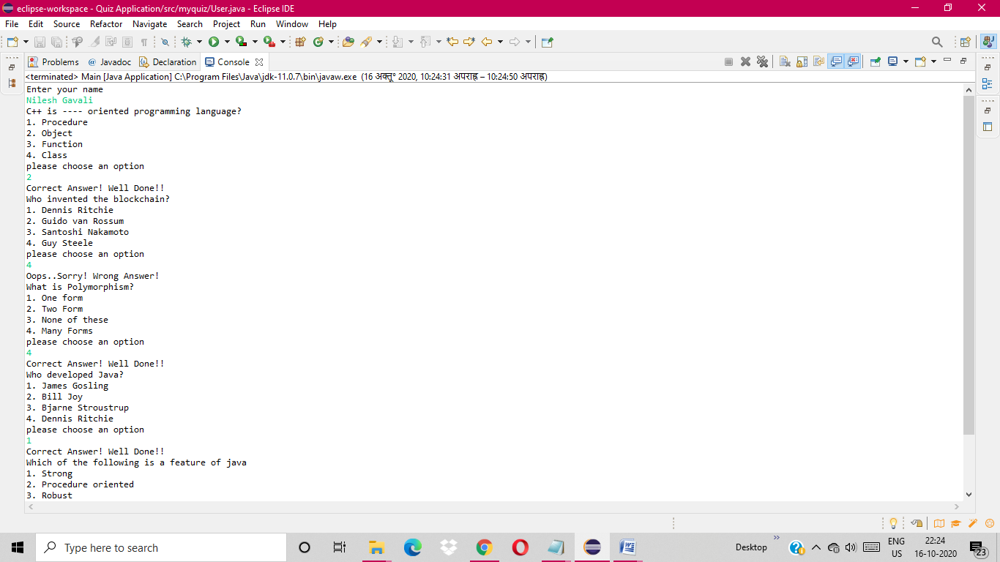 eclipse-workspace - Quiz Application/src/myquiz/User.java - Eclipse IDE
File Edit Source Refactor Navigate Search Project Run Window Help
Problems @ Javadoc Declaration Console
<terminated> Main [Java Application] C:\Program Files\Java\jdk-11.0.7\bin\javaw.exe (16 अक्तू॰ 2020, 10:24:31 अपराह्न – 10:24:50 अपराह्न)
Enter your name
Nilesh Gavali
C++ is ---- oriented programming language?
1. Procedure
2. Object
3. Function
4. Class
please choose an option
2
Correct Answer! Well Done!!
Who invented the blockchain?
1. Dennis Ritchie
2. Guido van Rossum
3. Santoshi Nakamoto
4. Guy Steele
please choose an option
4
Oops..Sorry! Wrong Answer!
What is Polymorphism?
1. One form
2. Two Form
3. None of these
4. Many Forms
please choose an option
4
Correct Answer! Well Done!!
Who developed Java?
1. James Gosling
2. Bill Joy
3. Bjarne Stroustrup
4. Dennis Ritchie
please choose an option
1
Correct Answer! Well Done!!
Which of the following is a feature of java
1. Strong
2. Procedure oriented
3. Robust
Type here to search
Desktop
ENG
US
22:24
16-10-2020
23